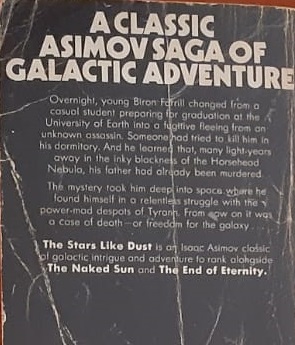 A CLASSIC
ASIMOV SAGA OF
GALACTIC ADVENTURE
Overnight, young Biron Farrill changed from a
casual student preparing for graduation at the
University of Earth into a fugitive fleeing from an
unknown assassin. Someone had tried to kill him in
his dormitory. And he learned that, many light-years
away in the inky blackness of the Horsehead
Nebula, his father had already been murdered.
The mystery took him deep into space where he
found himself in a relentless struggle with the
power-mad despots of Tyrann. From now on it was
a case of death—or freedom for the galaxy . . .
The Stars Like Dust is an Isaac Asimov classic
of galactic intrigue and adventure to rank alongside
The Naked Sun and The End of Eternity.